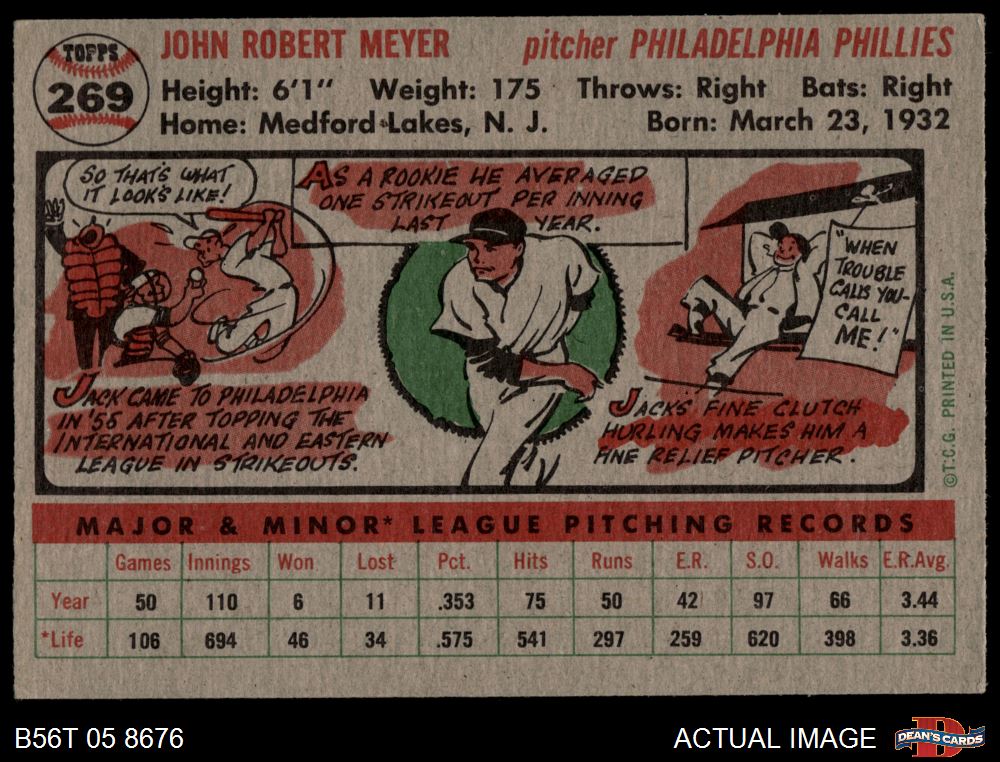 TOPPS
269
JOHN ROBERT MEYER pitcher PHILADELPHIA PHILLIES
Height: 6'1" Weight: 175 Throws: Right Bats: Right
Home: Medford Lakes, N. J. Born: March 23, 1932
SO THAT'S WHAT
IT LOOKS LIKE!
AS A ROOKIE HE AVERAGED
ONE STRIKEOUT PER INNING
LAST YEAR.
"WHEN
TROUBLE
CALLS YOU-
CALL
ME!"
JACK CAME TO PHILADELPHIA
IN '55 AFTER TOPPING THE
INTERNATIONAL AND EASTERN
LEAGUE IN STRIKEOUTS.
JACK'S FINE CLUTCH
HURLING MAKES HIM A
FINE RELIEF PITCHER.
©T.C.G. PRINTED IN U.S.A.
MAJOR & MINOR* LEAGUE PITCHING RECORDS
Games Innings Won Lost Pct. Hits Runs E.R. S.O. Walks E.R.Avg.
Year 50 110 6 11 .353 75 50 42 97 66 3.44
*Life 106 694 46 34 .575 541 297 259 620 398 3.36
B56T 05 8676 ACTUAL IMAGE
D
DEAN'S CARDS